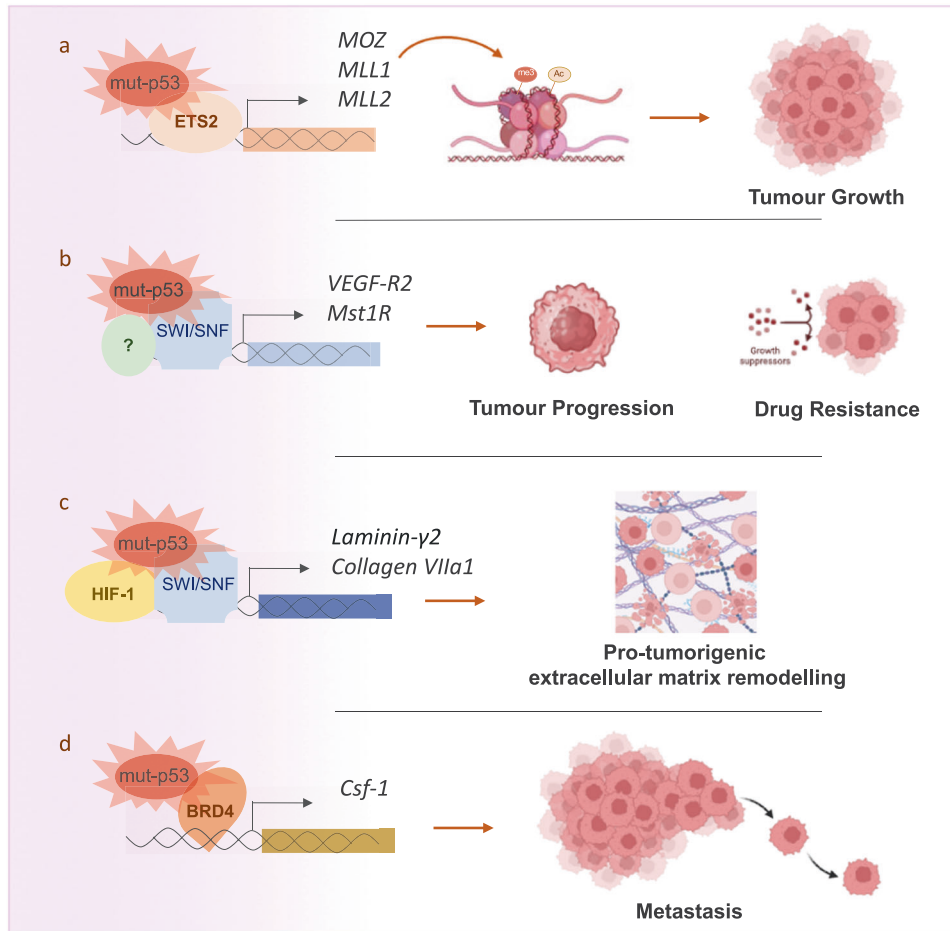 a
mut-p53
ETS2
MOZ
MLL1
MLL2
me3
Ac
Tumour Growth
b
mut-p53
SWI/SNF
?
VEGF-R2
Mst1R
Tumour Progression
Growth
suppressors
Drug Resistance
c
mut-p53
HIF-1
SWI/SNF
Laminin-γ2
Collagen VIIa1
Pro-tumorigenic
extracellular matrix remodelling
d
mut-p53
BRD4
Csf-1
Metastasis